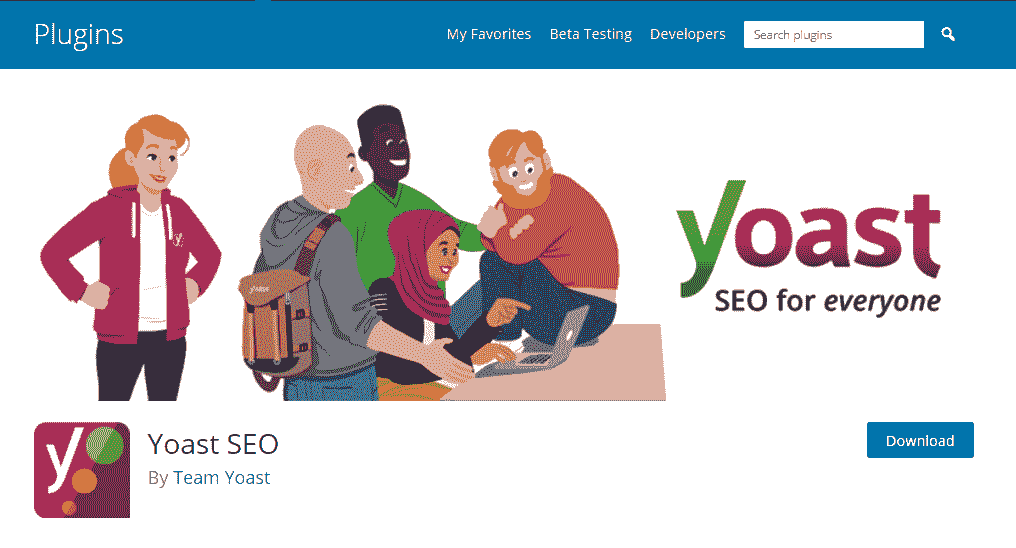 Plugins
My Favorites Beta Testing Developers Search plugins
yoast
SEO for everyone
y
Yoast SEO
Download
By Team Yoast